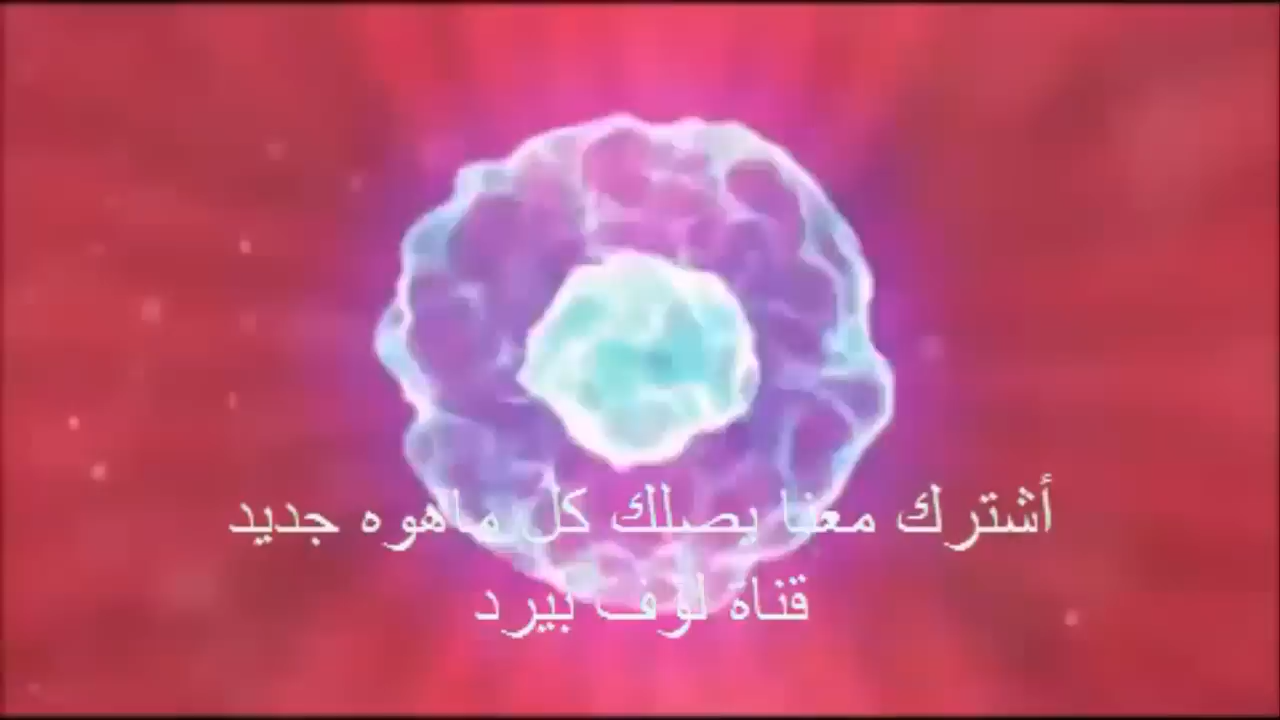 أشترك معنا يصلك كل ماهوه جديد
قناة لوف بيرد